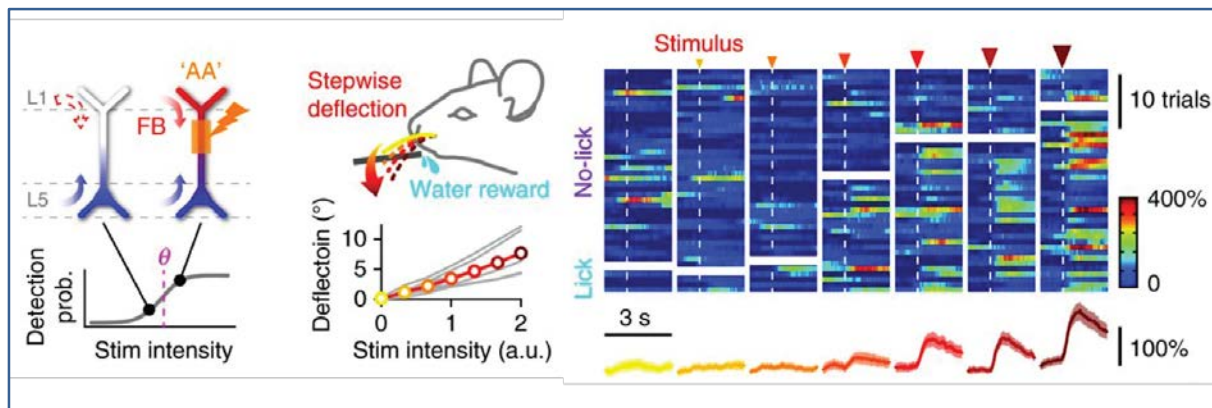 'AA'
L1
FB
L5
θ
Detection
prob.
Stim intensity
Stepwise
deflection
Water reward
Deflectoin (°)
10
5
0
0
1
2
Stim intensity (a.u.)
Stimulus
No-lick
Lick
10 trials
400%
0
3 s
100%